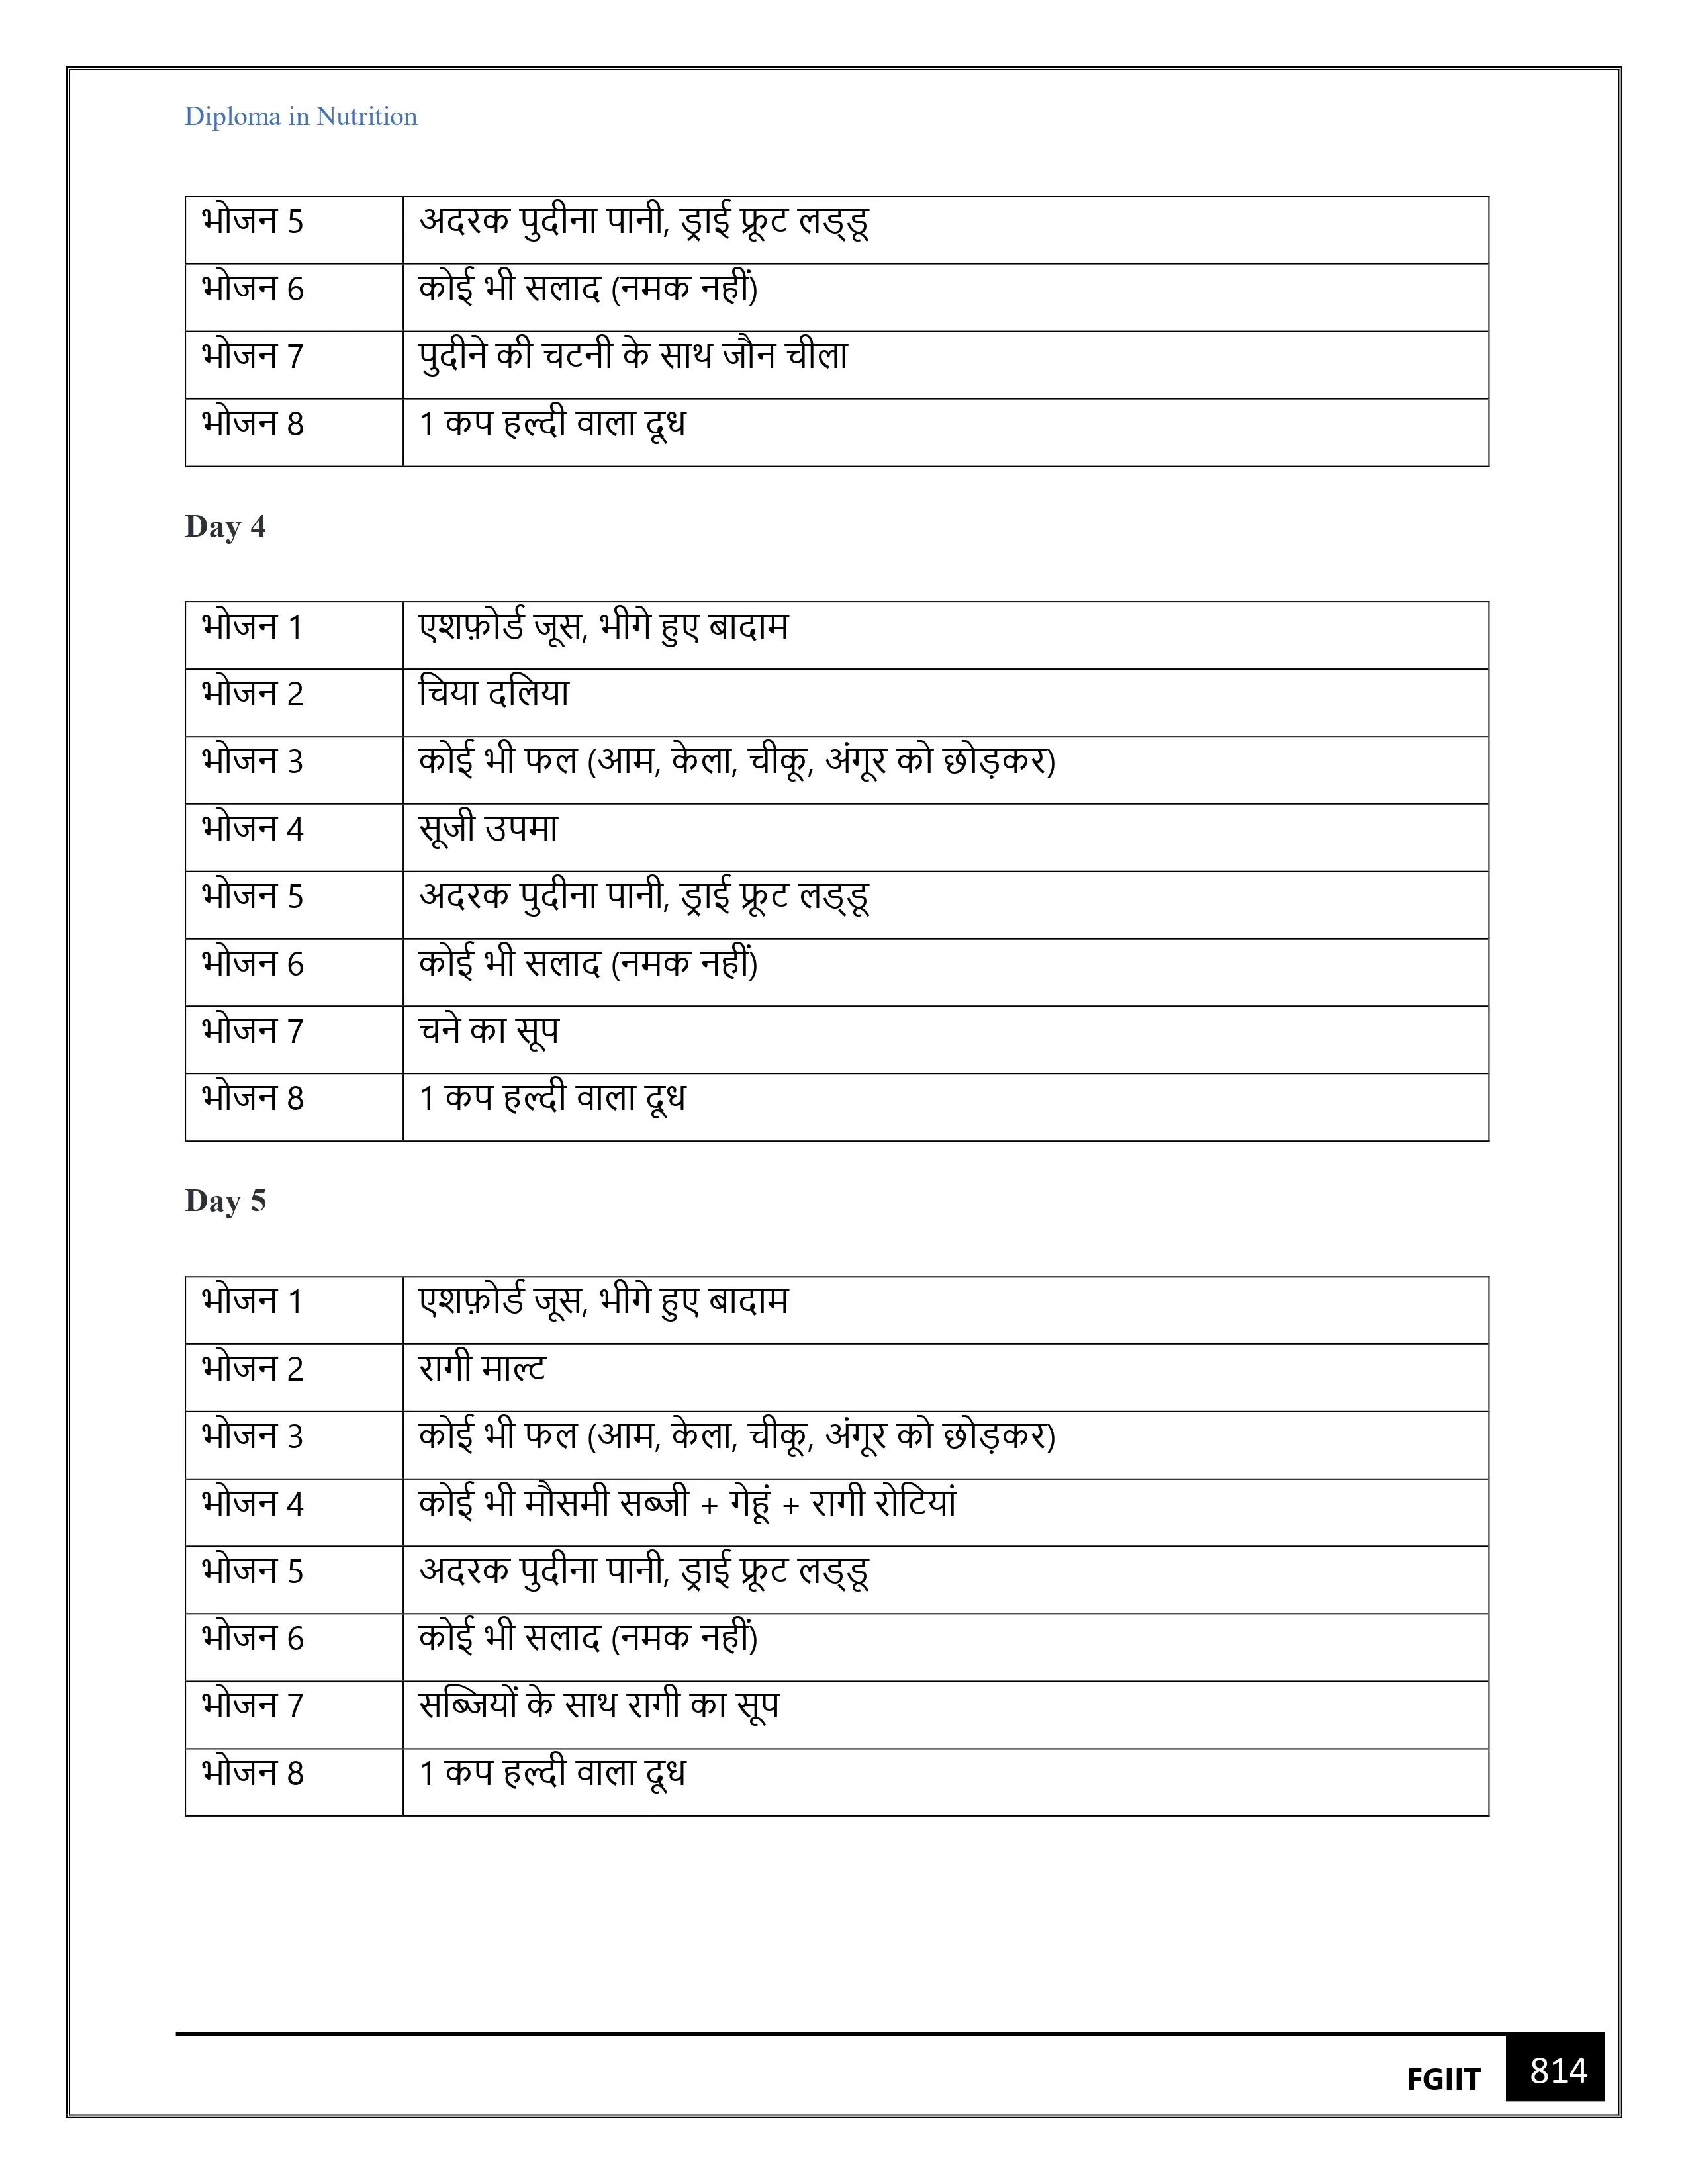 Diploma in Nutrition
भोजन 5 अदरक पुदीना पानी, ड्राई फ्रूट लड्डू
भोजन 6 कोई भी सलाद (नमक नहीं)
भोजन 7 पुदीने की चटनी के साथ जौन चीला
भोजन 8 1 कप हल्दी वाला दूध
Day 4
भोजन 1 एशफ़ोर्ड जूस, भीगे हुए बादाम
भोजन 2 चिया दलिया
भोजन 3 कोई भी फल (आम, केला, चीकू, अंगूर को छोड़कर)
भोजन 4 सूजी उपमा
भोजन 5 अदरक पुदीना पानी, ड्राई फ्रूट लड्डू
भोजन 6 कोई भी सलाद (नमक नहीं)
भोजन 7 चने का सूप
भोजन 8 1 कप हल्दी वाला दूध
Day 5
भोजन 1 एशफ़ोर्ड जूस, भीगे हुए बादाम
भोजन 2 रागी माल्ट
भोजन 3 कोई भी फल (आम, केला, चीकू, अंगूर को छोड़कर)
भोजन 4 कोई भी मौसमी सब्जी + गेहूं + रागी रोटियां
भोजन 5 अदरक पुदीना पानी, ड्राई फ्रूट लड्डू
भोजन 6 कोई भी सलाद (नमक नहीं)
भोजन 7 सब्जियों के साथ रागी का सूप
भोजन 8 1 कप हल्दी वाला दूध
FGIIT 814